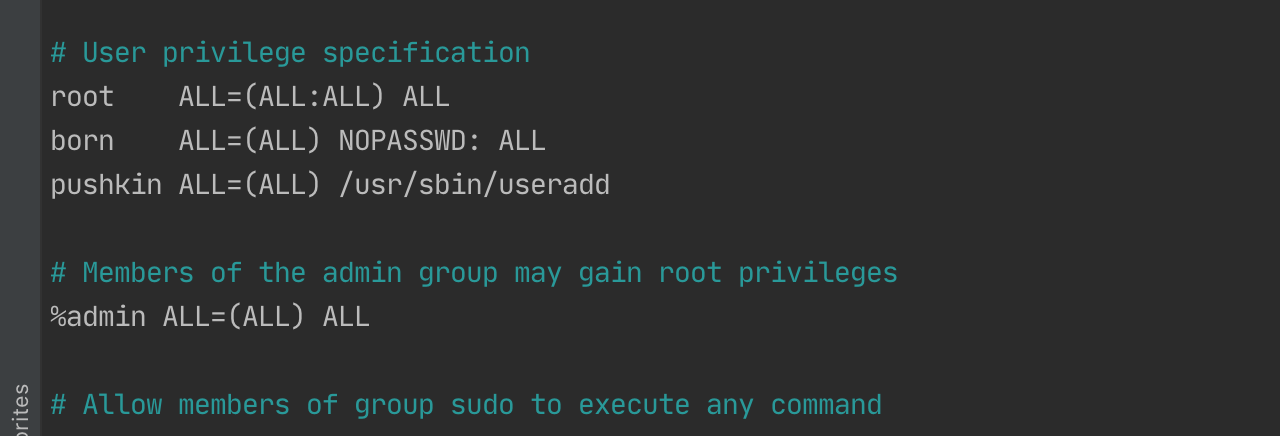 # User privilege specification
root    ALL=(ALL:ALL) ALL
born    ALL=(ALL) NOPASSWD: ALL
pushkin ALL=(ALL) /usr/sbin/useradd
# Members of the admin group may gain root privileges
%admin ALL=(ALL) ALL
# Allow members of group sudo to execute any command